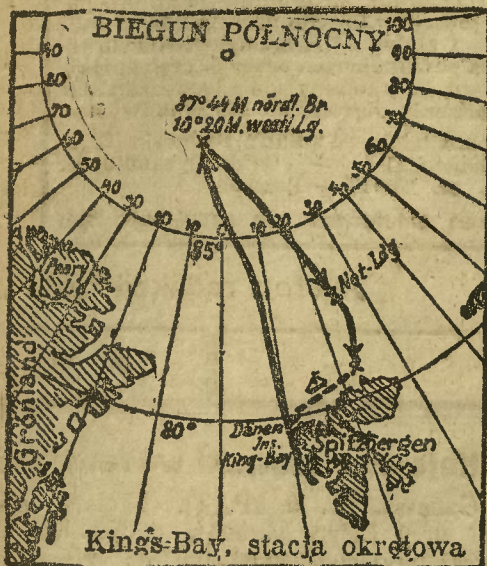 BIEGUN PÓŁNOCNY
100
90
90
80
80
70
70
60
60
50
50
40
40
30
30
20
20
10
10
87° 44 M nördl. Br.
10° 20 M. westl. Lg.
85°
Not-Ldg
Peary
L.
Grönland
80°
Dänen
Ins.
King-Bay
Spitzbergen
King's-Bay, stacja okrętowa